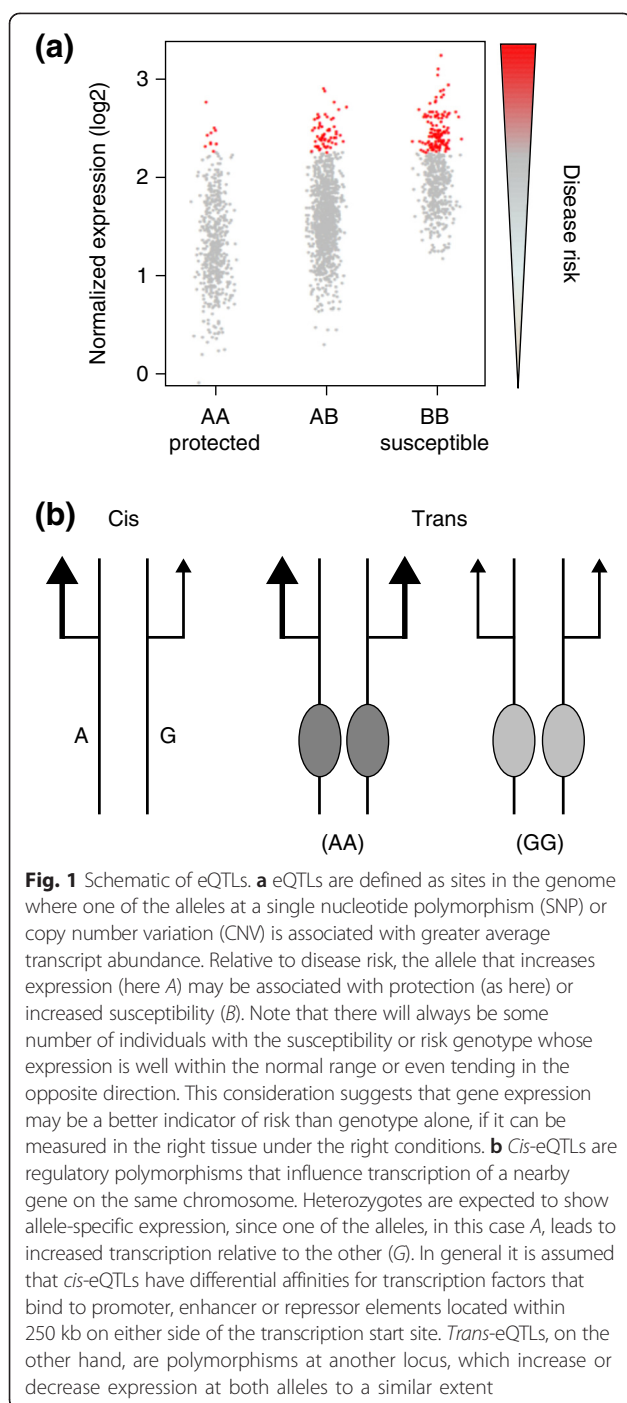 (a)
Normalized expression (log2)
3
2
1
0
AA
protected
AB
BB
susceptible
Disease risk
(b)
Cis
Trans
A
G
(AA)
(GG)
Fig. 1 Schematic of eQTLs. a eQTLs are defined as sites in the genome
where one of the alleles at a single nucleotide polymorphism (SNP) or
copy number variation (CNV) is associated with greater average
transcript abundance. Relative to disease risk, the allele that increases
expression (here A) may be associated with protection (as here) or
increased susceptibility (B). Note that there will always be some
number of individuals with the susceptibility or risk genotype whose
expression is well within the normal range or even tending in the
opposite direction. This consideration suggests that gene expression
may be a better indicator of risk than genotype alone, if it can be
measured in the right tissue under the right conditions. b Cis-eQTLs are
regulatory polymorphisms that influence transcription of a nearby
gene on the same chromosome. Heterozygotes are expected to show
allele-specific expression, since one of the alleles, in this case A, leads to
increased transcription relative to the other (G). In general it is assumed
that cis-eQTLs have differential affinities for transcription factors that
bind to promoter, enhancer or repressor elements located within
250 kb on either side of the transcription start site. Trans-eQTLs, on the
other hand, are polymorphisms at another locus, which increase or
decrease expression at both alleles to a similar extent